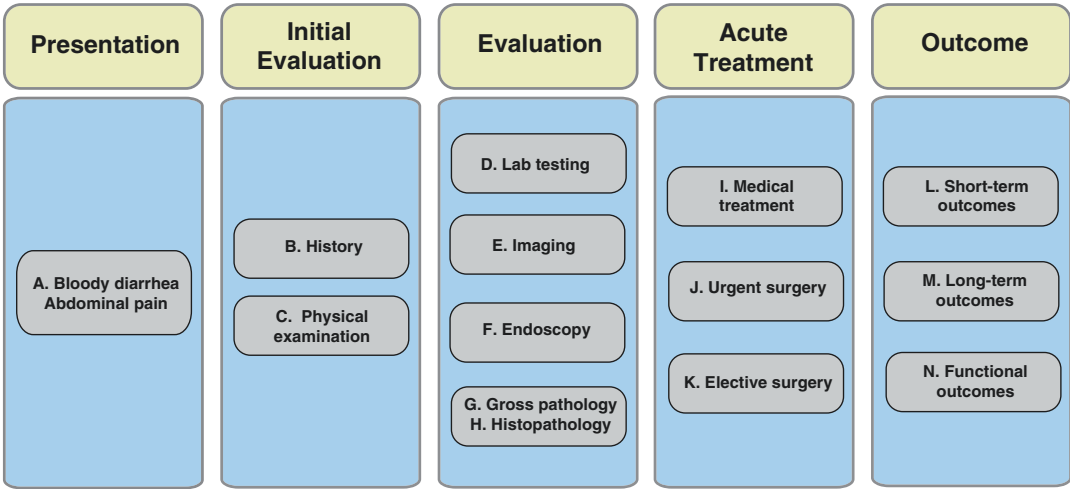 Presentation
Initial
Evaluation
Evaluation
Acute
Treatment
Outcome
A. Bloody diarrhea
Abdominal pain
B. History
C. Physical
examination
D. Lab testing
E. Imaging
F. Endoscopy
G. Gross pathology
H. Histopathology
I. Medical
treatment
J. Urgent surgery
K. Elective surgery
L. Short-term
outcomes
M. Long-term
outcomes
N. Functional
outcomes